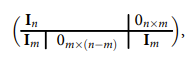 ( I_n | 0_{n×m}
I_m | 0_{m×(n−m)} | I_m ),